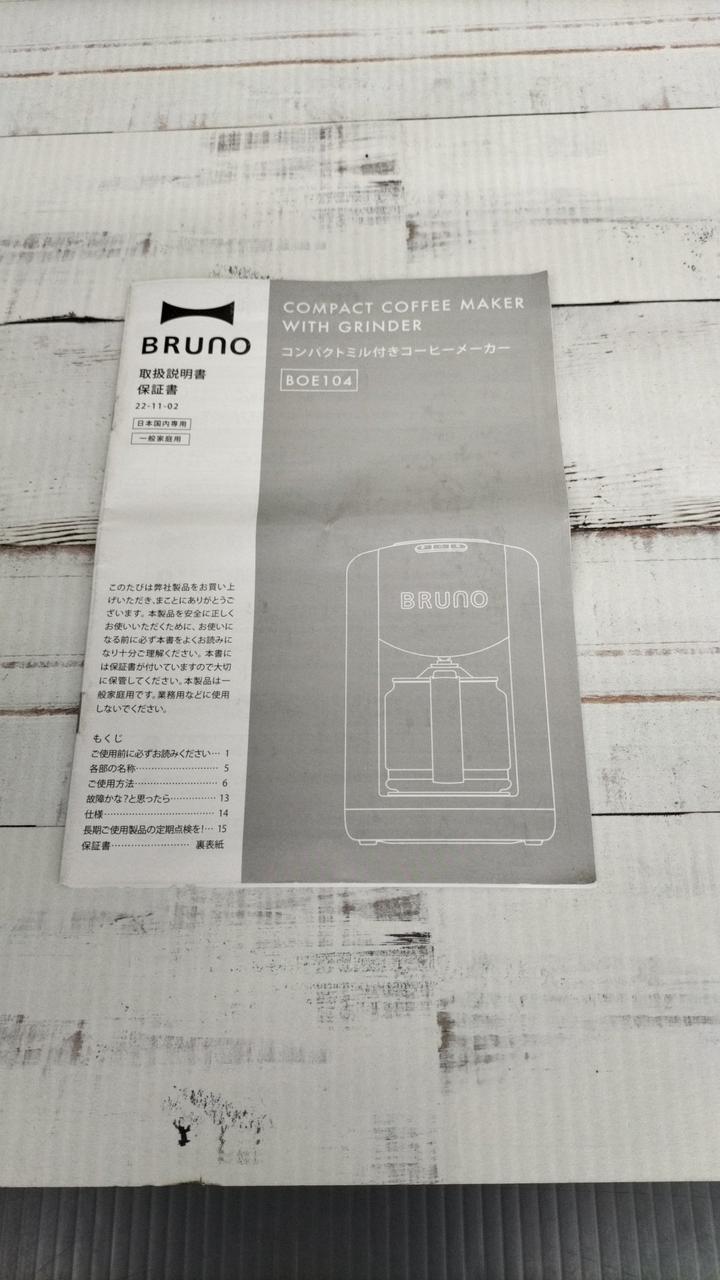 BRUNO
取扱説明書
保証書
22-11-02
日本国内専用
一般家庭用
COMPACT COFFEE MAKER
WITH GRINDER
コンパクトミル付きコーヒーメーカー
BOE104
BRUNO
このたびは弊社製品をお買い上
げいただき、まことにありがとうご
ざいます。本製品を安全に正しく
お使いいただくために、お使いに
なる前に必ず本書をよくお読みに
なり十分ご理解ください。本書に
は保証書が付いていますので大切
に保管してください。本製品は一
般家庭用です。業務用などに使用
しないでください。
もくじ
ご使用前に必ずお読みください… 1
各部の名称………………………… 5
ご使用方法………………………… 6
故障かな?と思ったら…………… 13
仕様………………………………… 14
長期ご使用製品の定期点検を!… 15
保証書……………………… 裏表紙